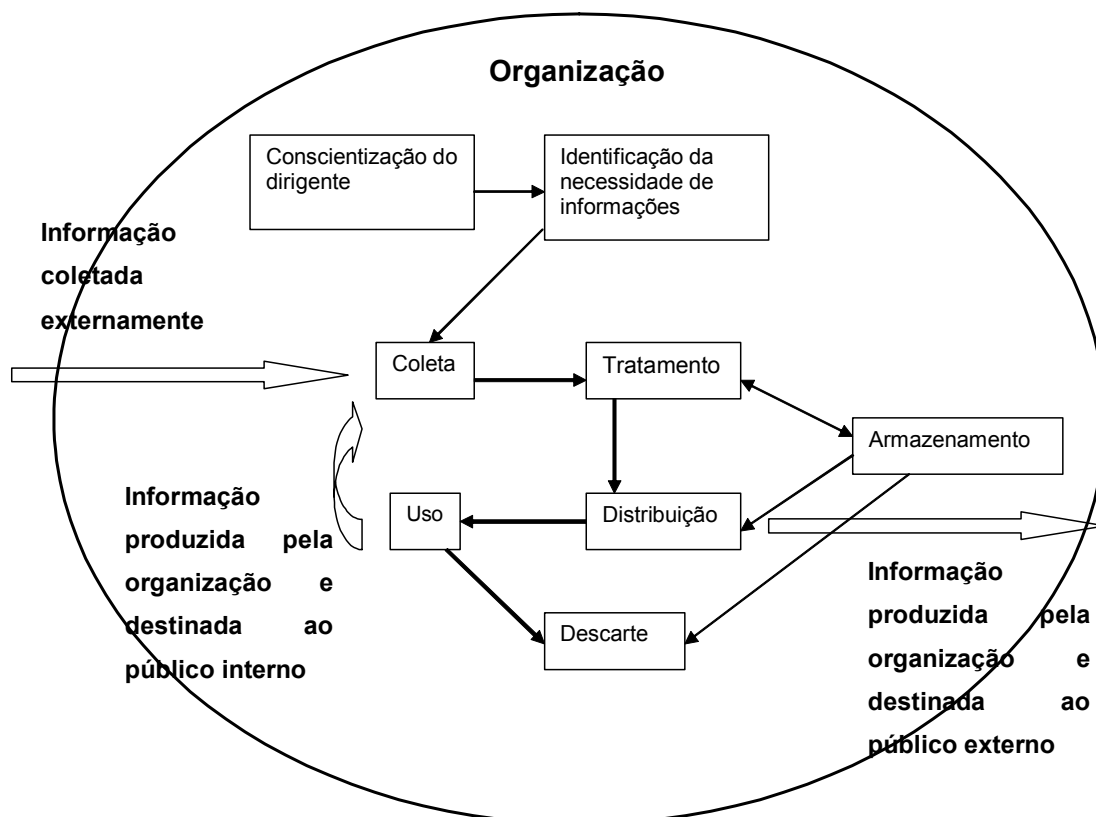 Organização
Conscientização do
dirigente
Identificação da
necessidade de
informações
Informação
coletada
externamente
Coleta
Tratamento
Armazenamento
Informação
produzida pela
organização e
destinada ao
público interno
Uso
Distribuição
Descarte
Informação
produzida pela
organização e
destinada ao
público externo